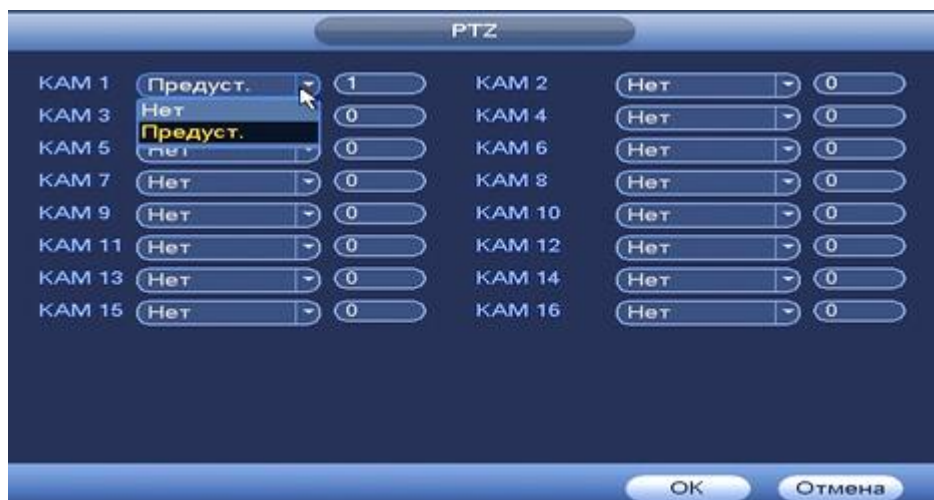 PTZ
КАМ 1 Предуст. 1 КАМ 2 Нет 0
КАМ 3 Нет 0 КАМ 4 Нет 0
Предуст.
КАМ 5 Нет 0 КАМ 6 Нет 0
КАМ 7 Нет 0 КАМ 8 Нет 0
КАМ 9 Нет 0 КАМ 10 Нет 0
КАМ 11 Нет 0 КАМ 12 Нет 0
КАМ 13 Нет 0 КАМ 14 Нет 0
КАМ 15 Нет 0 КАМ 16 Нет 0
ОК Отмена